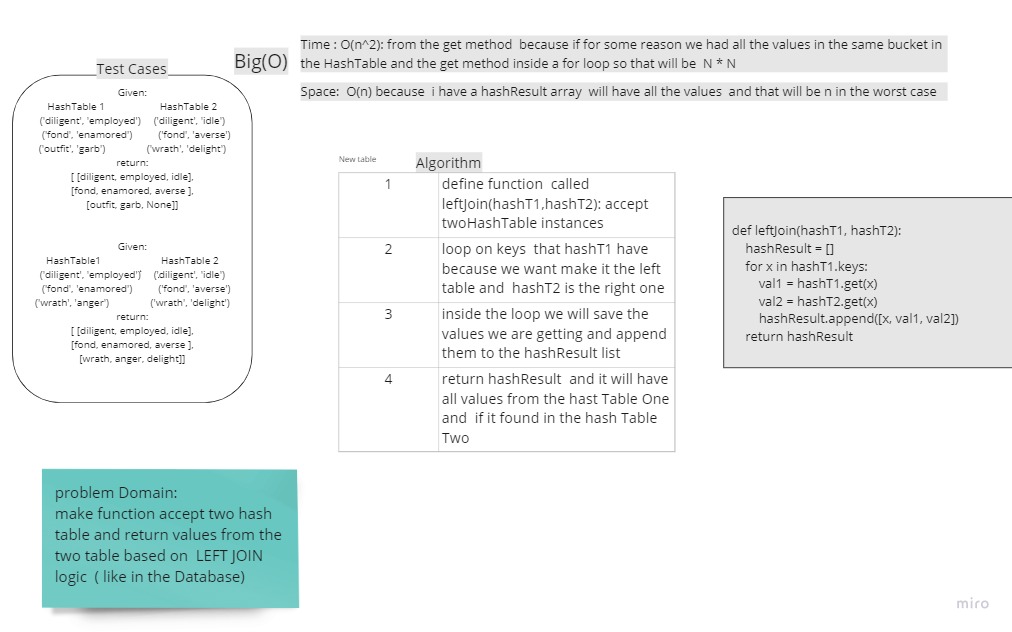 Big(O)
Time : O(n^2): from the get method because if for some reason we had all the values in the same bucket in
the HashTable and the get method inside a for loop so that will be N * N
Space: O(n) because i have a hashResult array will have all the values and that will be n in the worst case
Test Cases
Given:
HashTable 1 HashTable 2
('diligent', 'employed') ('diligent', 'idle')
('fond', 'enamored') ('fond', 'averse')
('outfit', 'garb') ('wrath', 'delight')
return:
[ [diligent, employed, idle],
[fond, enamored, averse ],
[outfit, garb, None]]
Given:
HashTable1 HashTable 2
('diligent', 'employed') ('diligent', 'idle')
('fond', 'enamored') ('fond', 'averse')
('wrath', 'anger') ('wrath', 'delight')
return:
[ [diligent, employed, idle],
[fond, enamored, averse ],
[wrath, anger, delight]]
New table
Algorithm
1 define function called
leftJoin(hashT1,hashT2): accept
twoHashTable instances
2 loop on keys that hashT1 have
because we want make it the left
table and hashT2 is the right one
3 inside the loop we will save the
values we are getting and append
them to the hashResult list
4 return hashResult and it will have
all values from the hast Table One
and if it found in the hash Table
Two
def leftJoin(hashT1, hashT2):
hashResult = []
for x in hashT1.keys:
val1 = hashT1.get(x)
val2 = hashT2.get(x)
hashResult.append([x, val1, val2])
return hashResult
problem Domain:
make function accept two hash
table and return values from the
two table based on LEFT JOIN
logic ( like in the Database)
miro